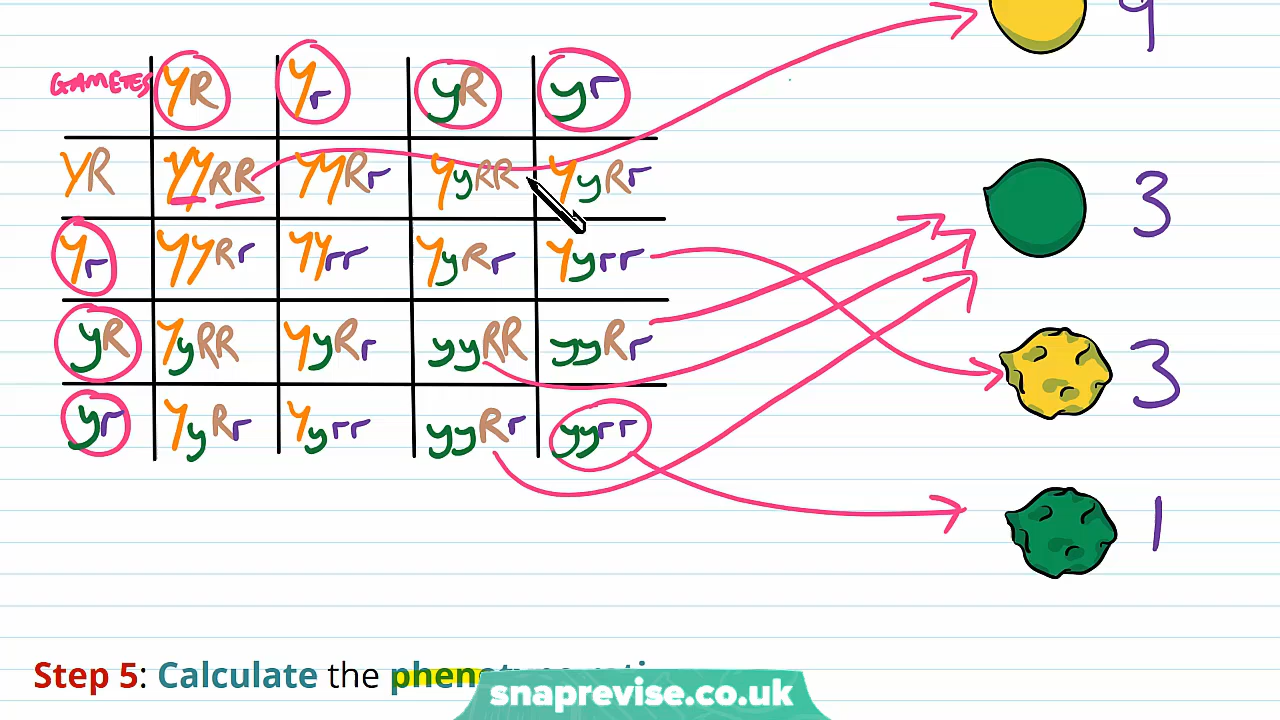 9
GAMETES YR Yr yR yr
YR YYRR YYRr YyRR YyRr
3
Yr YYRr YYrr YyRr Yyrr
yR YyRR YyRr yyRR yyRr
3
yr YyRr Yyrr yyRr yyrr
1
Step 5: Calculate the
snaprevise.co.uk